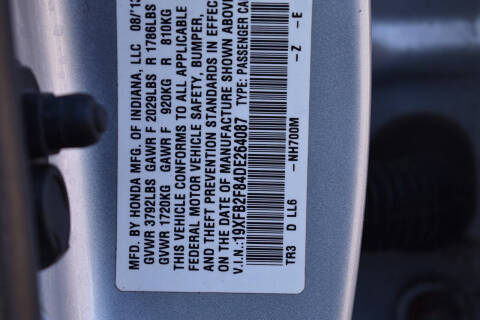 MFD. BY HONDA MFG. OF INDIANA, LLC 08/13
GVWR 3792LBS GAWR F 2029LBS R 1786LBS
GVWR 1720KG GAWR F 920KG R 810KG
THIS VEHICLE CONFORMS TO ALL APPLICABLE
FEDERAL MOTOR VEHICLE SAFETY, BUMPER,
AND THEFT PREVENTION STANDARDS IN EFFEC
ON THE DATE OF MANUFACTURE SHOWN ABOVE
V.I.N.: 19XFB2F84DE264087 TYPE: PASSENGER CA
NH700M Z E
TR3 D LL6